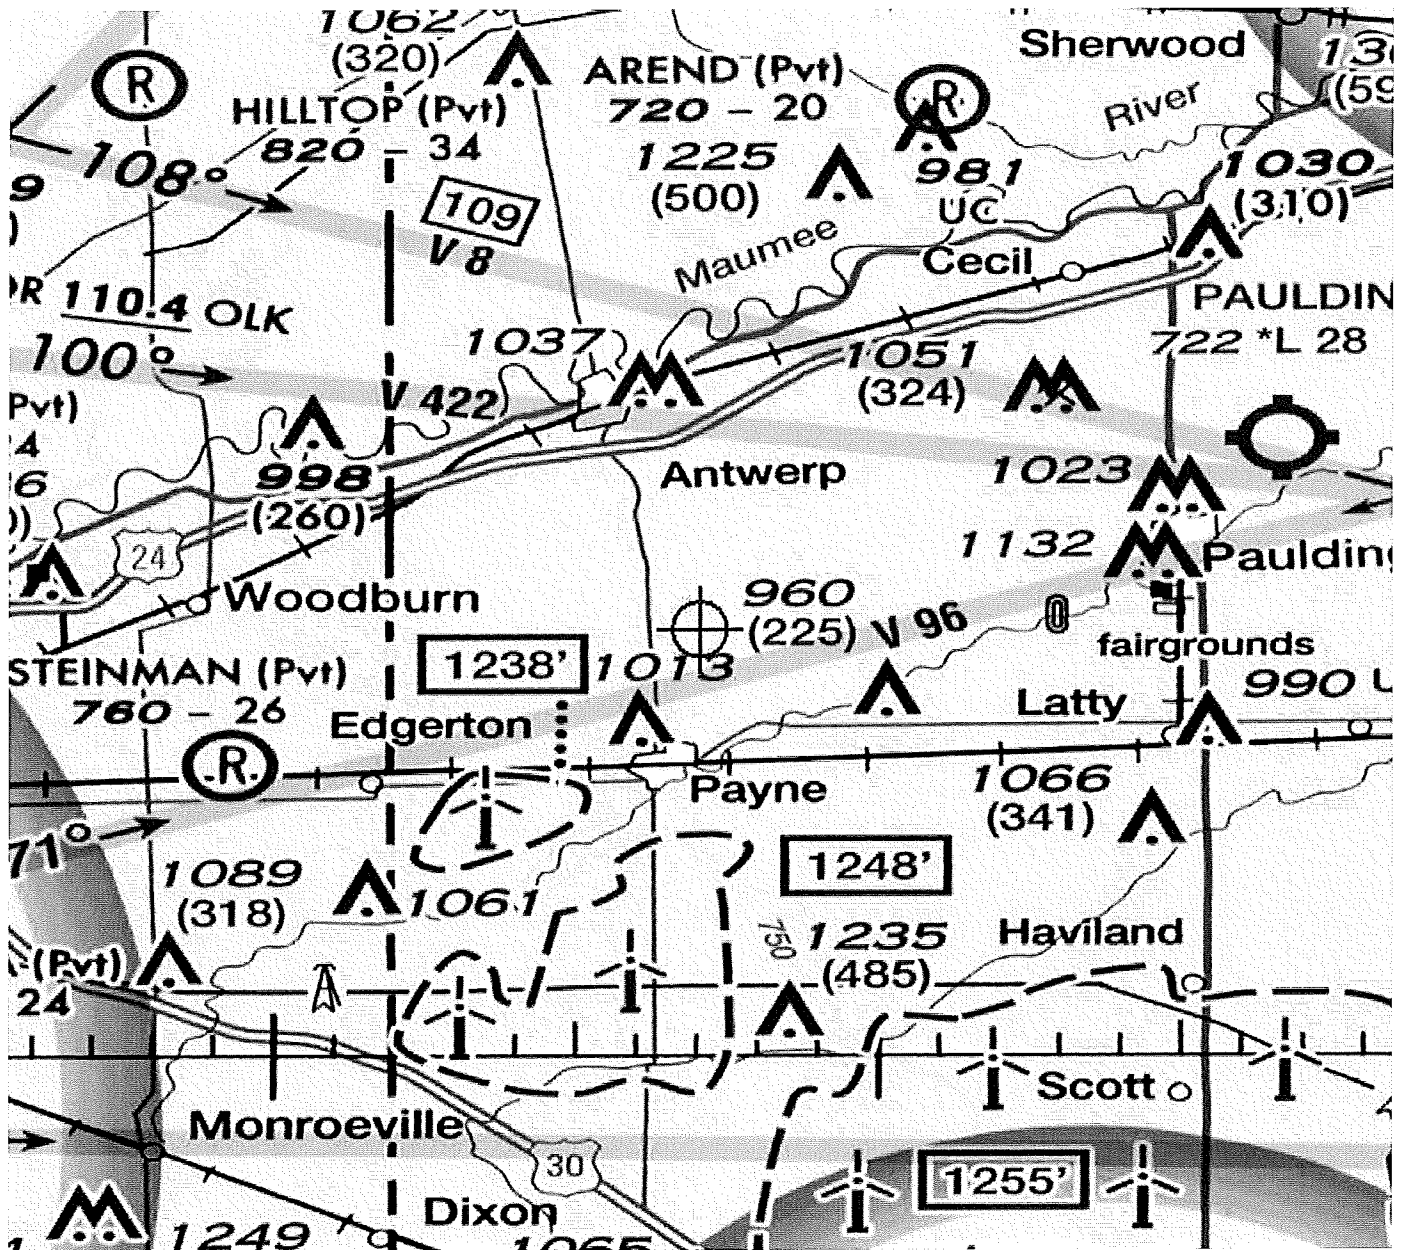 1062
(320)
Sherwood
R
AREND (Pvt)
720 - 20
R
River
HILLTOP (Pvt)
820 - 34
1225
(500)
981
UC
1030
(310)
108°
109
V 8
Maumee
Cecil
110.4 OLK
PAULDIN
722 *L 28
100°
1037
1051
(324)
V 422
998
(260)
Antwerp
1023
24
1132
Paulding
Woodburn
960
(225)
V 96
fairgrounds
STEINMAN (Pvt)
760 - 26
1238'
1013
Latty
990 U
Edgerton
R
Payne
1066
(341)
71°
1089
(318)
1061
1248'
750
1235
(485)
Haviland
(Pvt)
24
Scott
Monroeville
30
1255'
Dixon
1249
1065